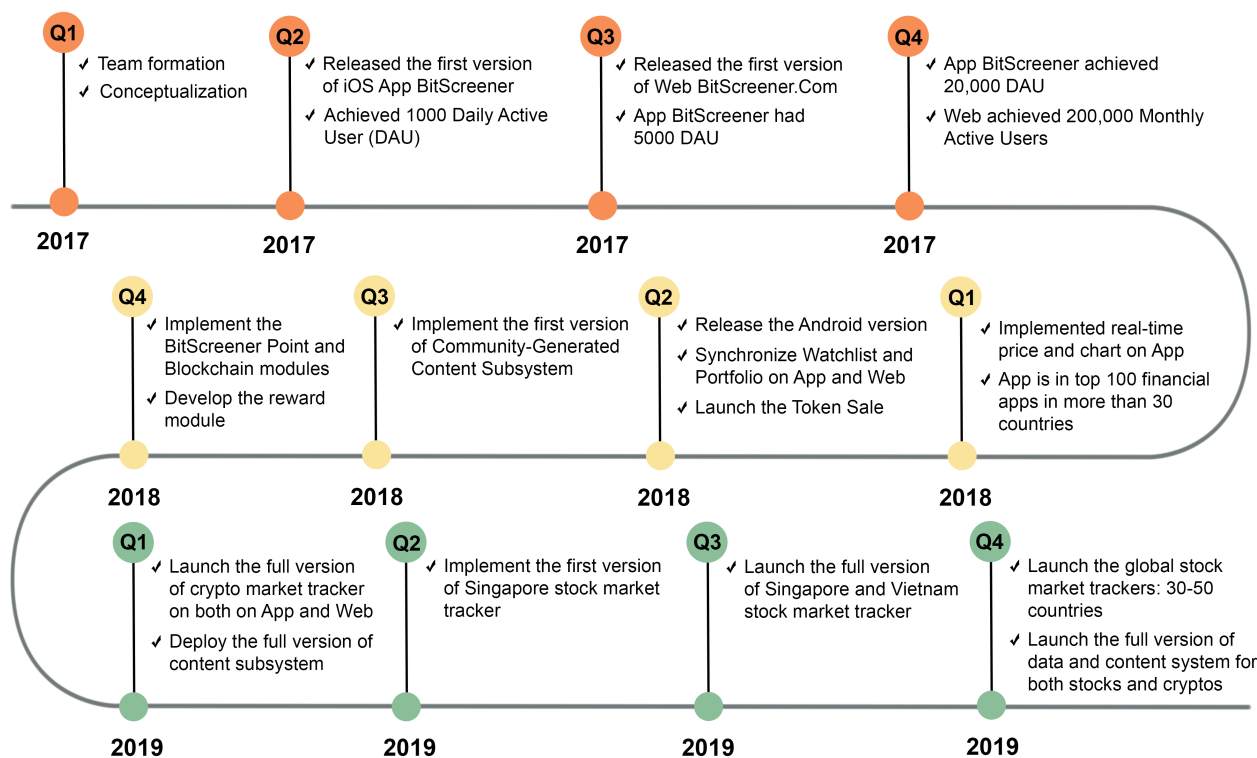 Q1
Team formation
Conceptualization
2017
Q2
Released the first version
of iOS App BitScreener
Achieved 1000 Daily Active
User (DAU)
2017
Q3
Released the first version
of Web BitScreener.Com
App BitScreener had
5000 DAU
2017
Q4
App BitScreener achieved
20,000 DAU
Web achieved 200,000 Monthly
Active Users
2017
Q1
Implemented real-time
price and chart on App
App is in top 100 financial
apps in more than 30
countries
2018
Q2
Release the Android version
Synchronize Watchlist and
Portfolio on App and Web
Launch the Token Sale
2018
Q3
Implement the first version
of Community-Generated
Content Subsystem
2018
Q4
Implement the
BitScreener Point and
Blockchain modules
Develop the reward
module
2018
Q1
Launch the full version
of crypto market tracker
on both on App and Web
Deploy the full version of
content subsystem
2019
Q2
Implement the first version
of Singapore stock market
tracker
2019
Q3
Launch the full version
of Singapore and Vietnam
stock market tracker
2019
Q4
Launch the global stock
market trackers: 30-50
countries
Launch the full version of
data and content system for
both stocks and cryptos
2019